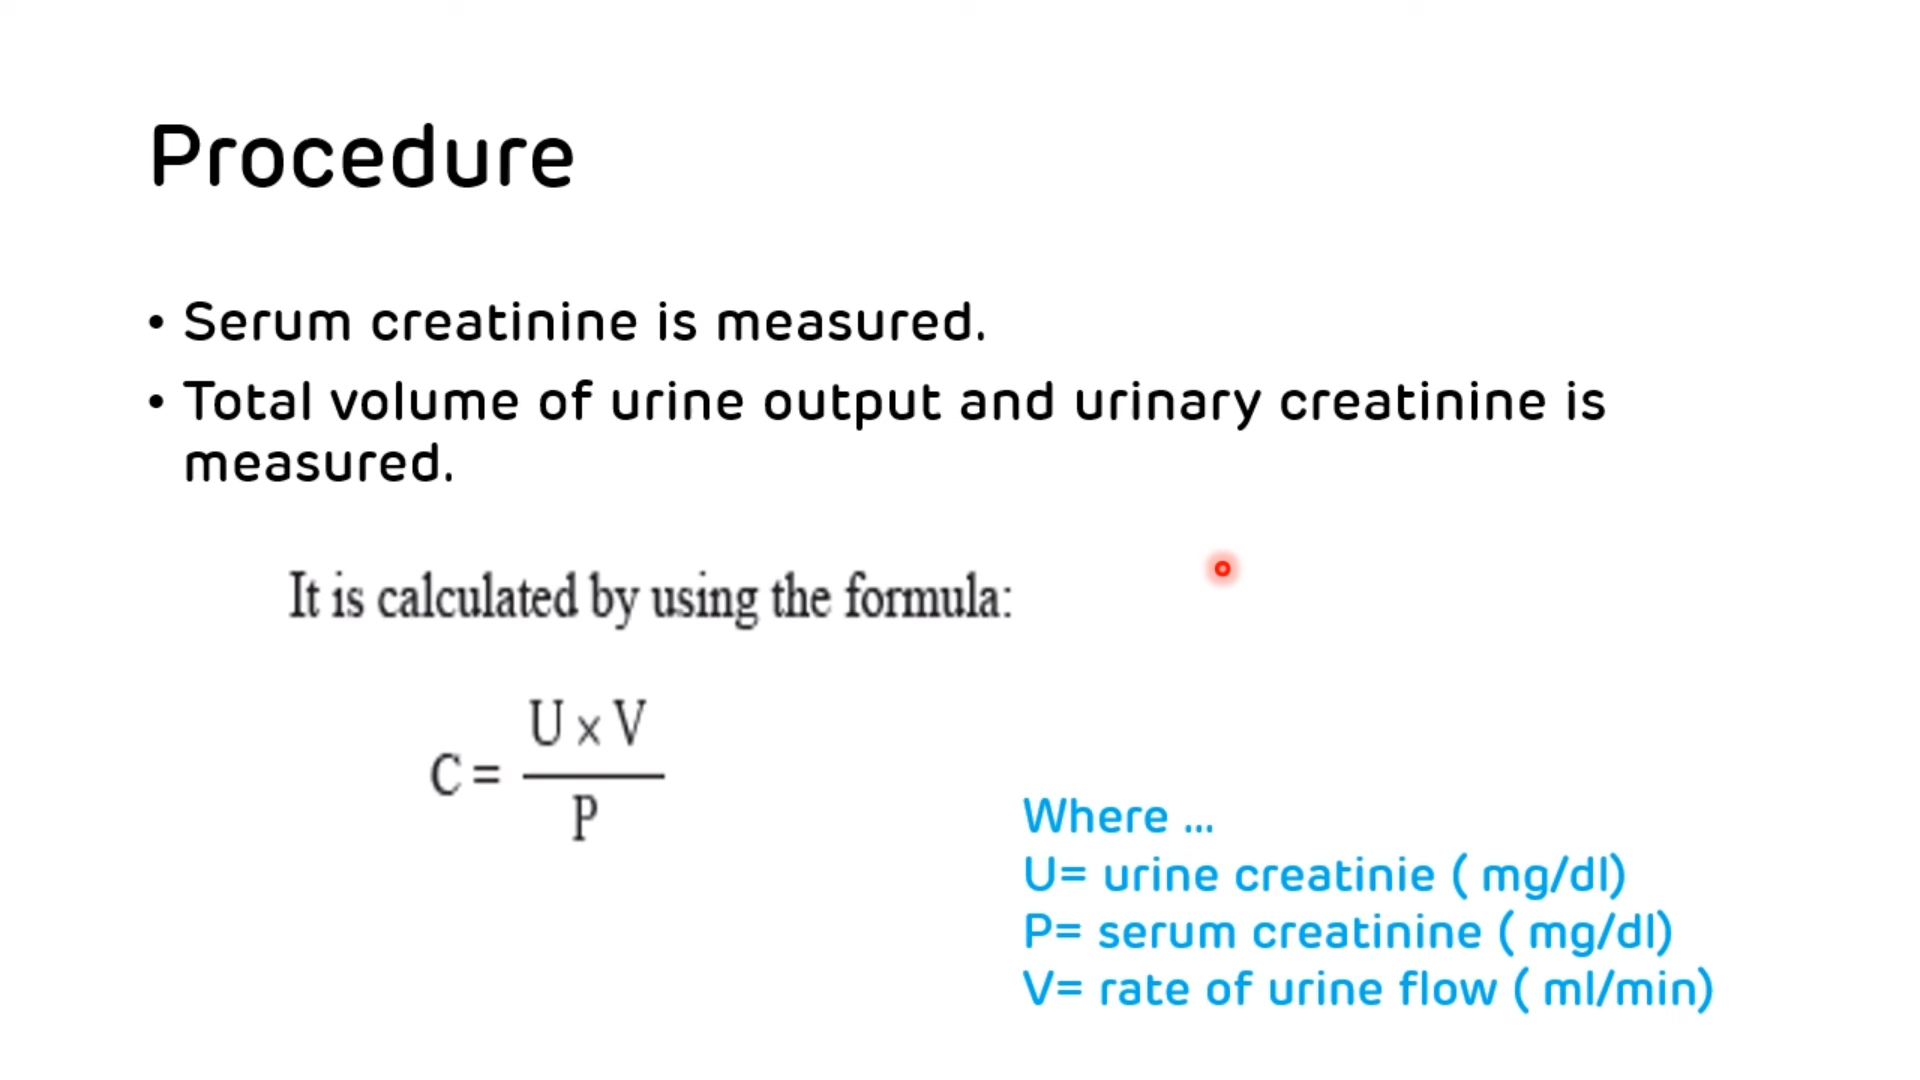 Procedure
• Serum creatinine is measured.
• Total volume of urine output and urinary creatinine is
measured.
It is calculated by using the formula:
U x V
C =
P
Where ...
U= urine creatinie ( mg/dl)
P= serum creatinine ( mg/dl)
V= rate of urine flow ( ml/min)